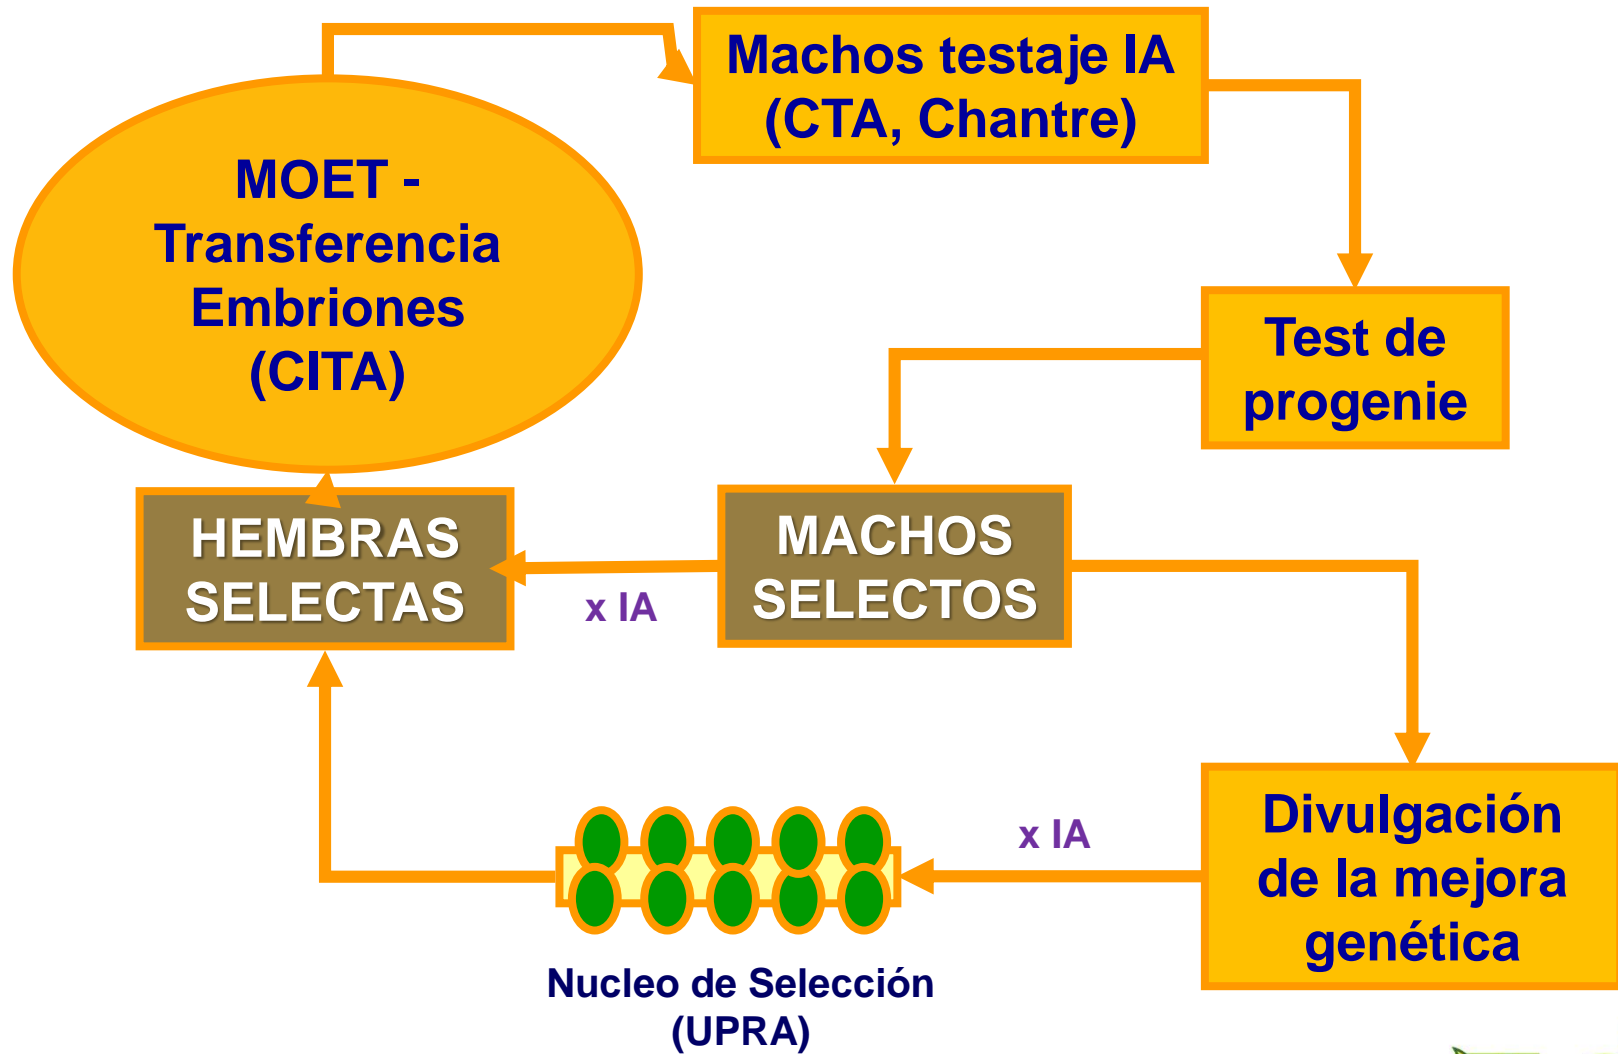 Machos testaje IA
(CTA, Chantre)
MOET -
Transferencia
Embriones
(CITA)
Test de
progenie
HEMBRAS
SELECTAS
x IA
MACHOS
SELECTOS
x IA
Divulgación
de la mejora
genética
Nucleo de Selección
(UPRA)